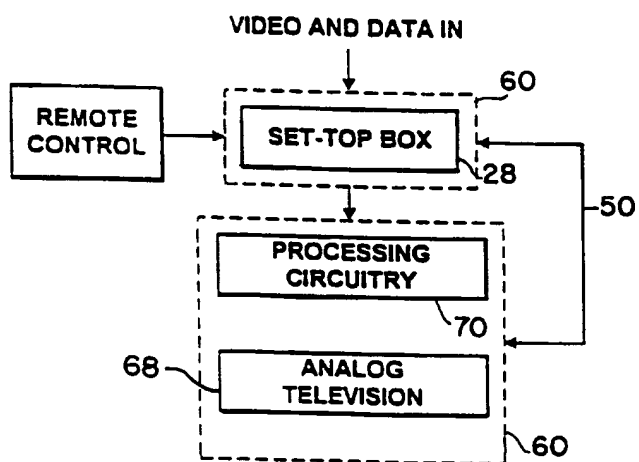 VIDEO AND DATA IN
60
REMOTE
CONTROL
SET-TOP BOX
28
50
PROCESSING
CIRCUITRY
70
68
ANALOG
TELEVISION
60